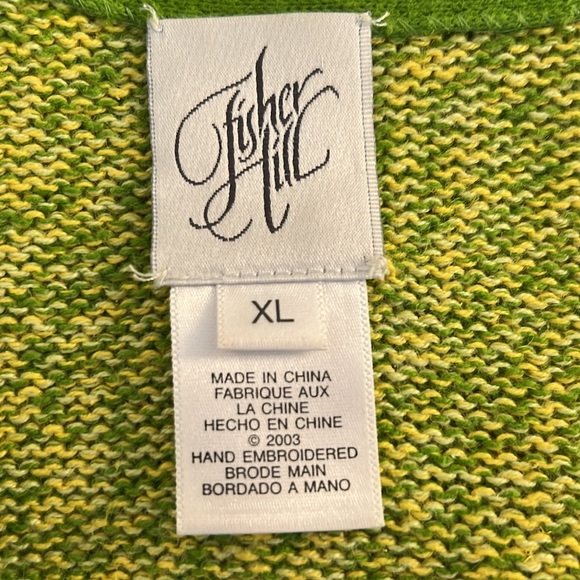 Fisher
Hill
XL
MADE IN CHINA
FABRIQUE AUX
LA CHINE
HECHO EN CHINE
© 2003
HAND EMBROIDERED
BRODE MAIN
BORDADO A MANO